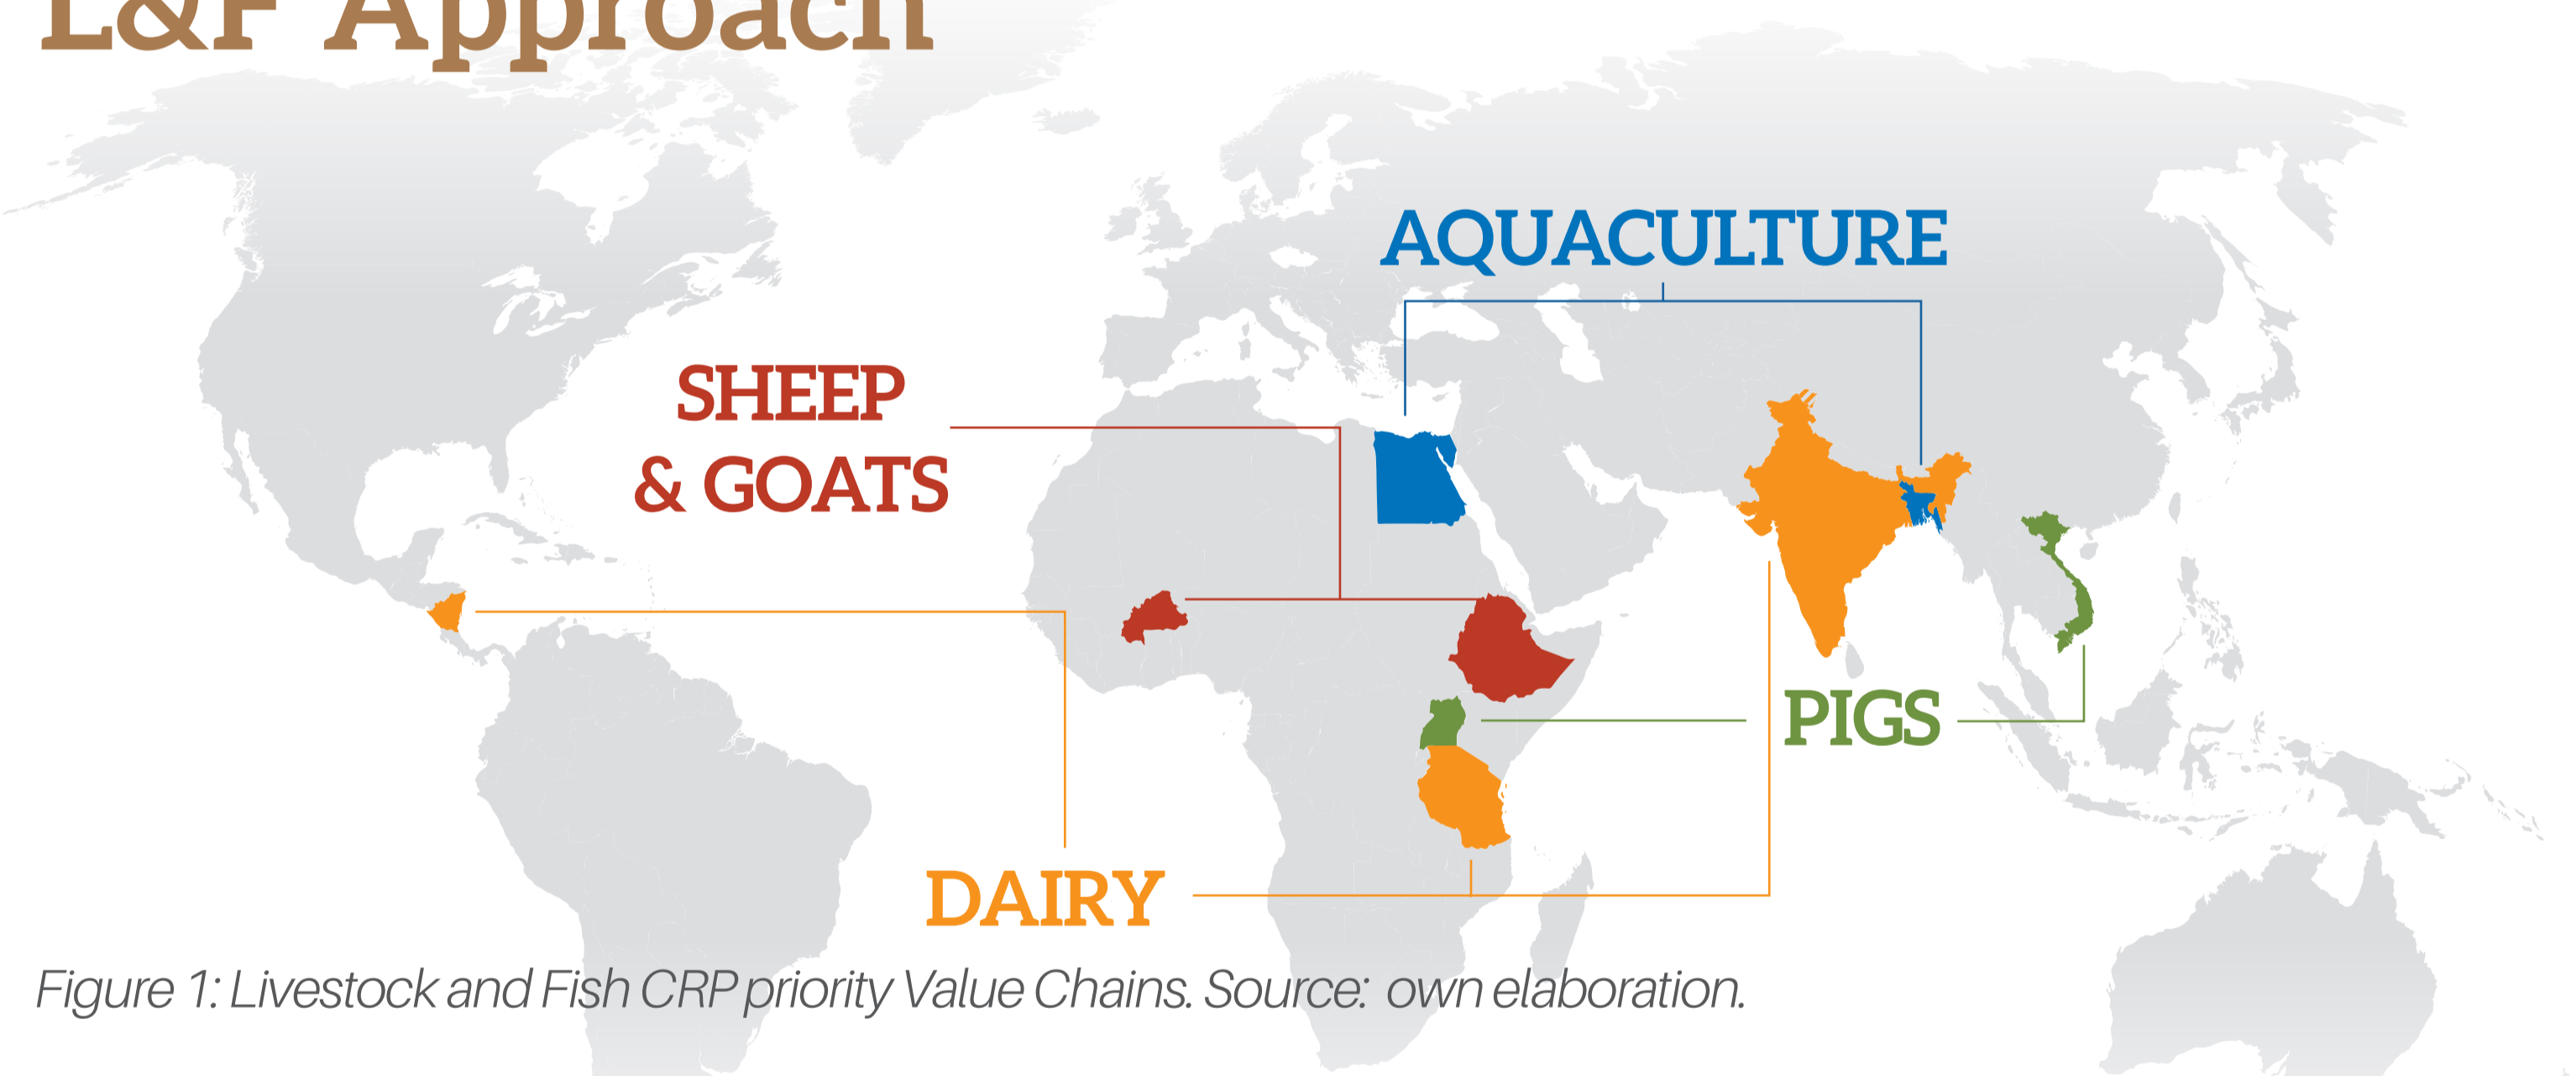 L&F Approach
AQUACULTURE
SHEEP
& GOATS
PIGS
DAIRY
Figure 1: Livestock and Fish CRP priority Value Chains. Source: own elaboration.